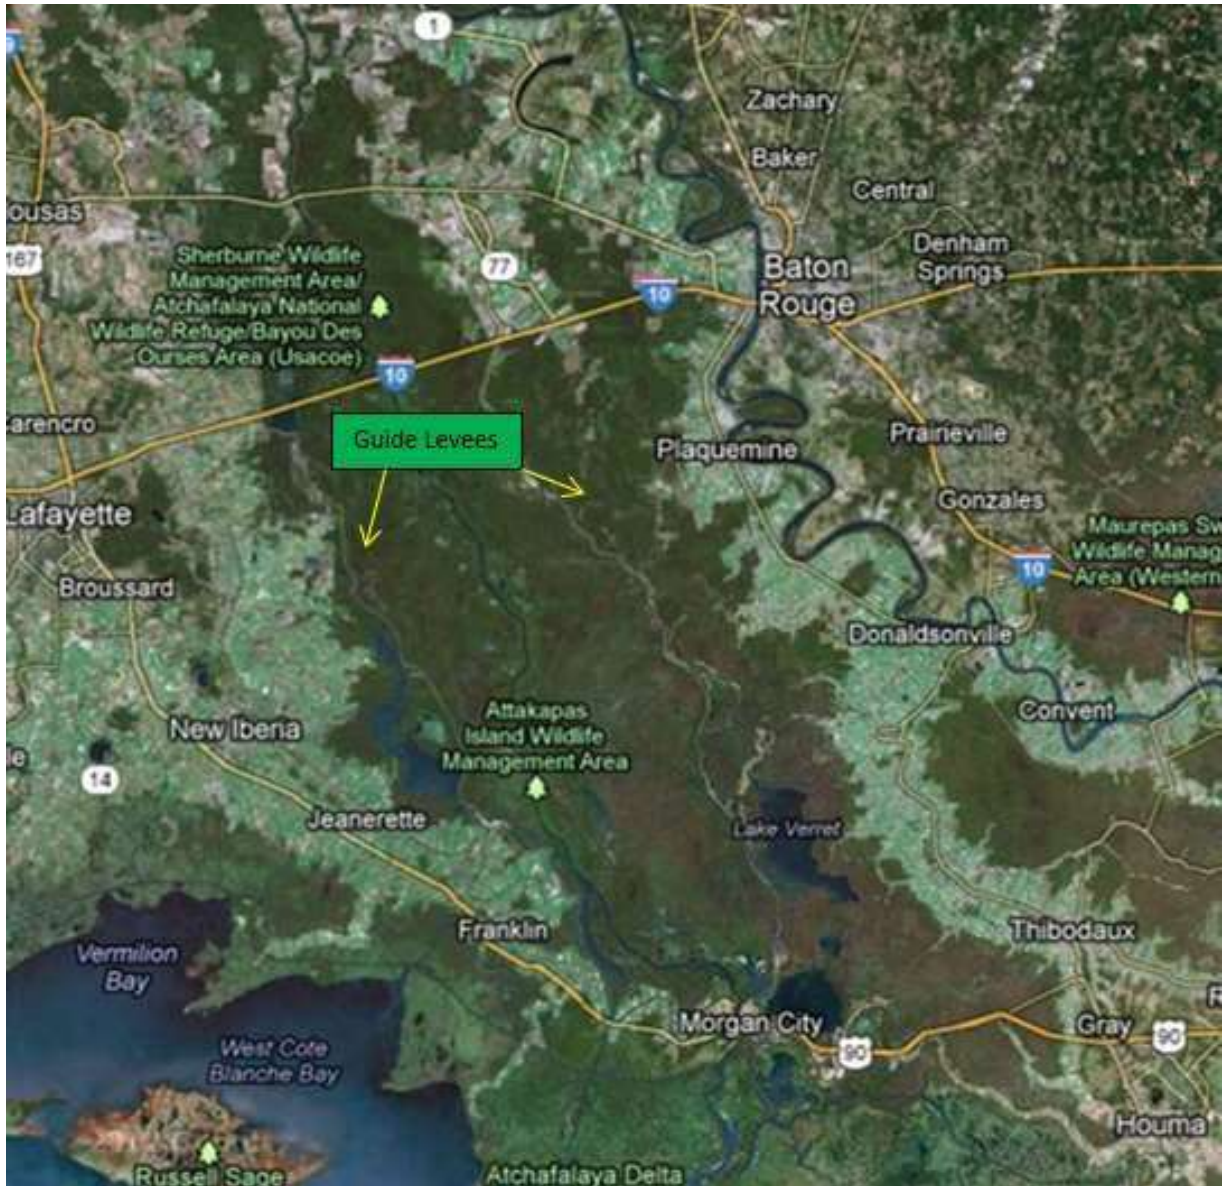 1
Zachary
Baker
Central
ousas
Denham
Springs
167
Sherburne Wildlife
Management Area/
Atchafalaya National
Wildlife Refuge/Bayou Des
Ourses Area (Usacoe)
77
10
Baton
Rouge
10
arencro
Guide Levees
Plaquemine
Prairieville
Gonzales
Lafayette
Maurepas Sw
Wildlife Manag
Area (Western
10
Broussard
Donaldsonville
New Iberia
Attakapas
Island Wildlife
Management Area
Convent
le
14
Jeanerette
Lake Verret
Franklin
Thibodaux
Vermilion
Bay
R
Morgan City
90
Gray
90
West Cote
Blanche Bay
Houma
Russell Sage
Atchafalaya Delta